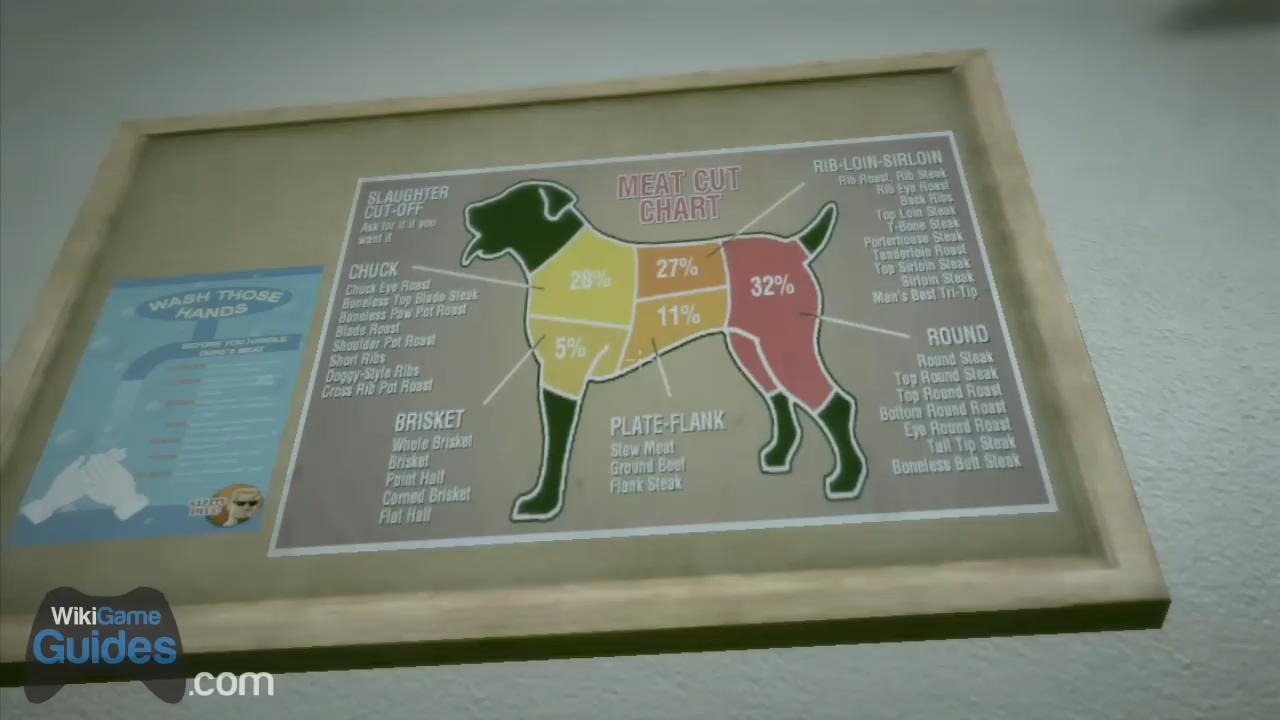 WASH THOSE
HANDS
BEFORE YOU HANDLE
DUKE'S MEAT
MEAT CUT
CHART
SLAUGHTER
CUT-OFF
Ask for it if you
want it
CHUCK
Chuck Eye Roast
Boneless Top Blade Steak
Boneless Paw Pot Roast
Blade Roast
Shoulder Pot Roast
Short Ribs
Doggy-Style Ribs
Cross Rib Pot Roast
BRISKET
Whole Brisket
Brisket
Point Half
Corned Brisket
Flat Half
28%
27%
32%
11%
5%
PLATE-FLANK
Stew Meat
Ground Beef
Flank Steak
RIB-LOIN-SIRLOIN
Rib Roast, Rib Steak
Rib Eye Roast
Back Ribs
Top Loin Steak
T-Bone Steak
Porterhouse Steak
Tenderloin Roast
Top Sirloin Steak
Sirloin Steak
Man's Best Tri-Tip
ROUND
Round Steak
Top Round Steak
Top Round Roast
Bottom Round Roast
Eye Round Roast
Tail Tip Steak
Boneless Butt Steak
WikiGame
Guides
.com